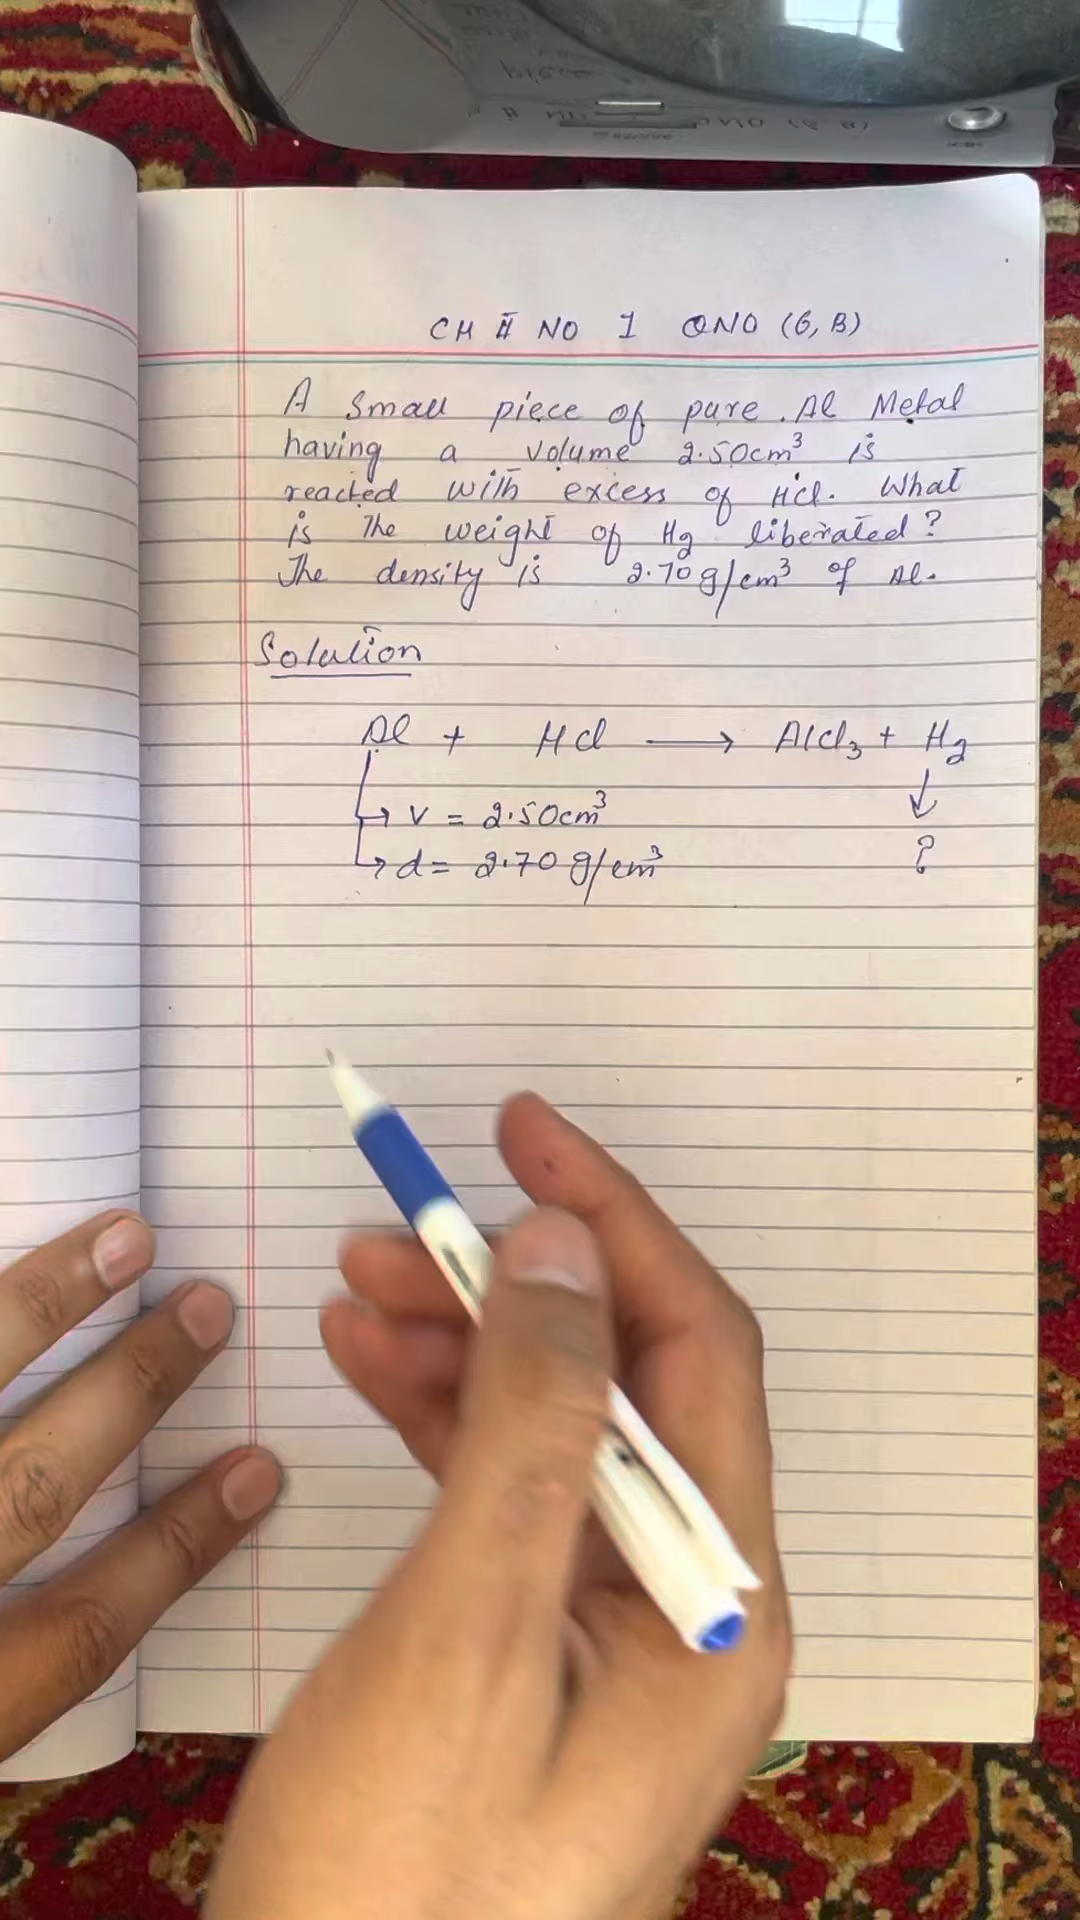 CH # NO 1 QNO (6, B)
A Small piece of pure Al Metal
having a volume 2.50cm³ is
reacted with excess of HCl. What
is The weight of H₂ liberated?
The density is 2.70g/cm³ of Al.
Solution
Al + HCl → AlCl₃ + H₂
→ v = 2.50cm³ ↓
→ d = 2.70 g/cm³ ?